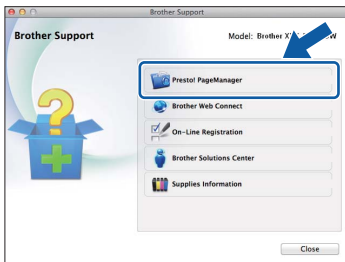 Brother Support
Brother Support
Model: Brother
Presto! PageManager
Brother Web Connect
On-Line Registration
Brother Solutions Center
Supplies Information
Close